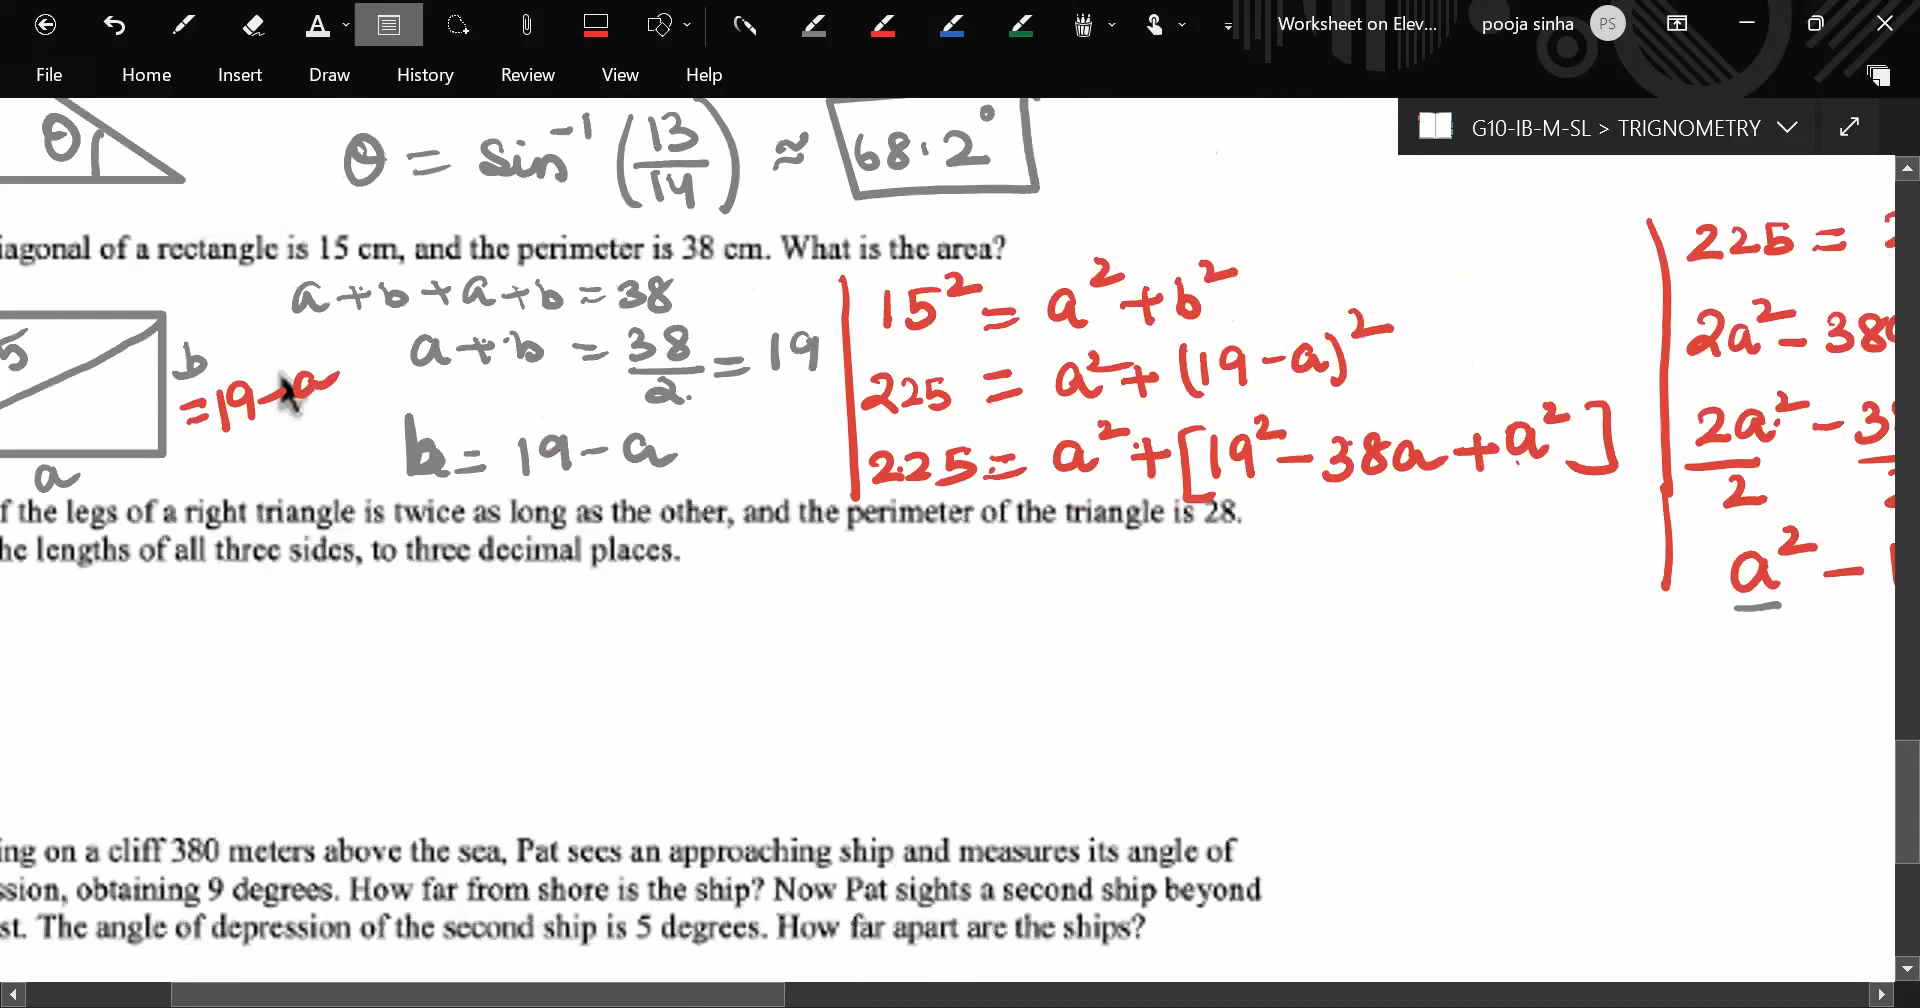 Worksheet on Elev... pooja sinha PS
File Home Insert Draw History Review View Help
G10-IB-M-SL > TRIGNOMETRY
θ
θ = sin⁻¹ (13/14) ≈ 68.2°
iagonal of a rectangle is 15 cm, and the perimeter is 38 cm. What is the area?
a + b + a + b = 38
a + b = 38/2 = 19
b = 19 - a
5
b
= 19 - a
a
15² = a² + b²
225 = a² + (19 - a)²
225 = a² + [19² - 38a + a²]
225 =
2a² - 38
2a² - 3
2
a² -
f the legs of a right triangle is twice as long as the other, and the perimeter of the triangle is 28.
he lengths of all three sides, to three decimal places.
ing on a cliff 380 meters above the sea, Pat sees an approaching ship and measures its angle of
ssion, obtaining 9 degrees. How far from shore is the ship? Now Pat sights a second ship beyond
st. The angle of depression of the second ship is 5 degrees. How far apart are the ships?